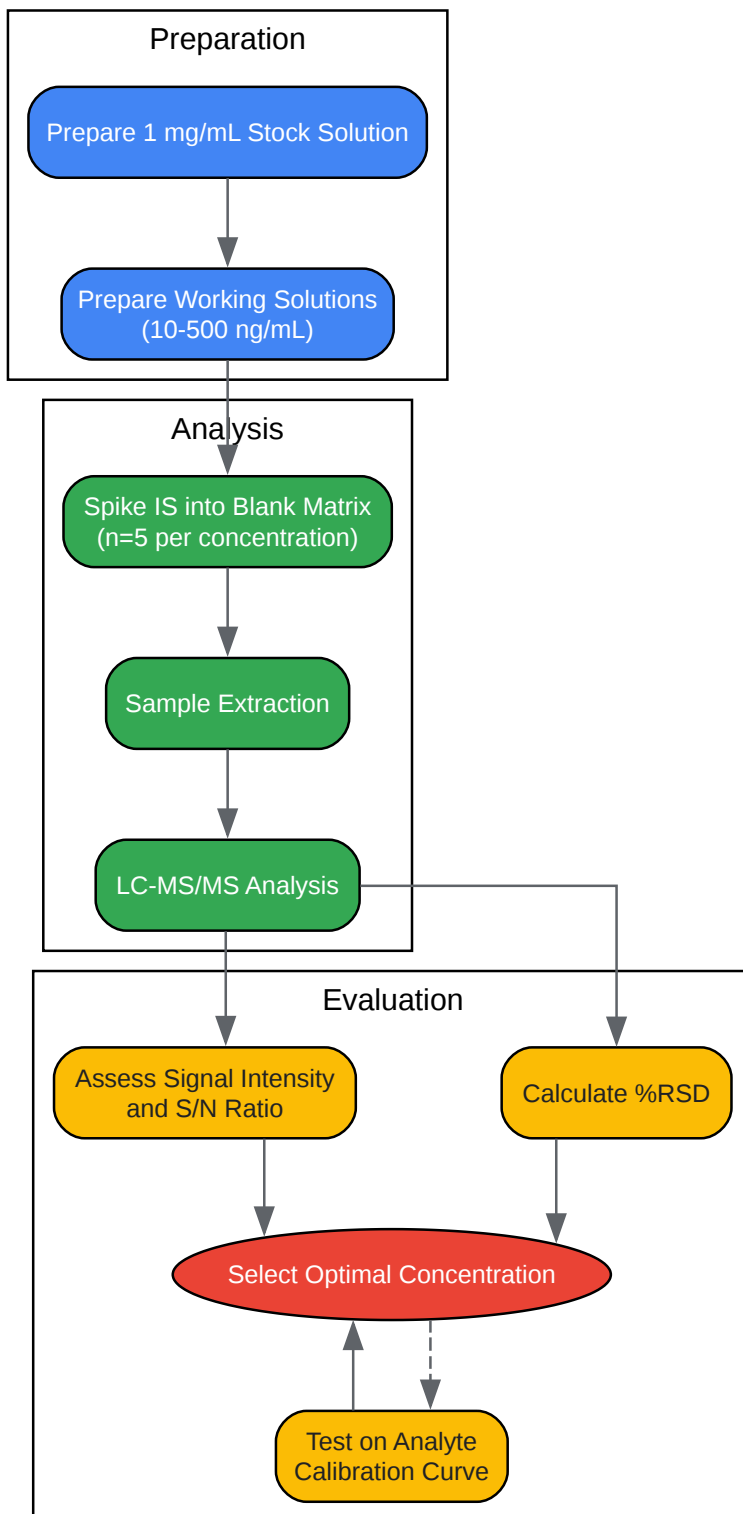 Preparation
Prepare 1 mg/mL Stock Solution
Prepare Working Solutions
(10-500 ng/mL)
Analysis
Spike IS into Blank Matrix
(n=5 per concentration)
Sample Extraction
LC-MS/MS Analysis
Evaluation
Assess Signal Intensity
and S/N Ratio
Calculate %RSD
Select Optimal Concentration
Test on Analyte
Calibration Curve